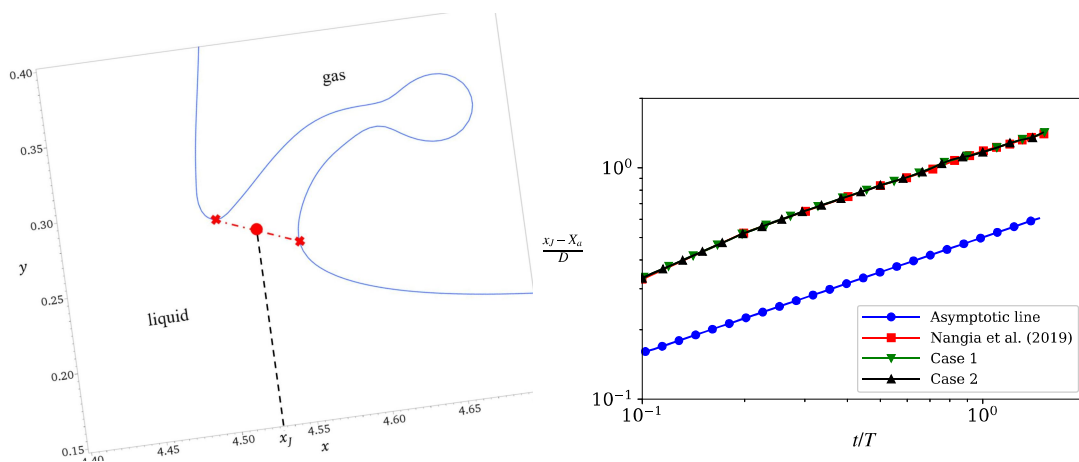 0.40
gas
0.35
0.30
y
0.25
liquid
0.20
0.15
4.40
4.45
4.50
x_J
4.55
x
4.60
4.65
x_J − X_a
D
10^0
10^{-1}
10^{-1}
10^0
t/T
Asymptotic line
Nangia et al. (2019)
Case 1
Case 2